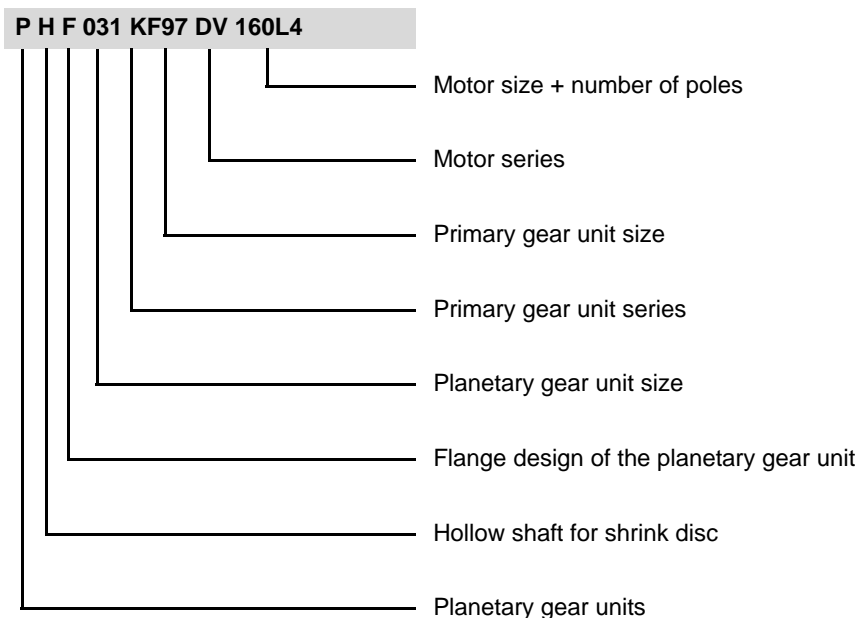 P H F 031 KF97 DV 160L4
Motor size + number of poles
Motor series
Primary gear unit size
Primary gear unit series
Planetary gear unit size
Flange design of the planetary gear unit
Hollow shaft for shrink disc
Planetary gear units